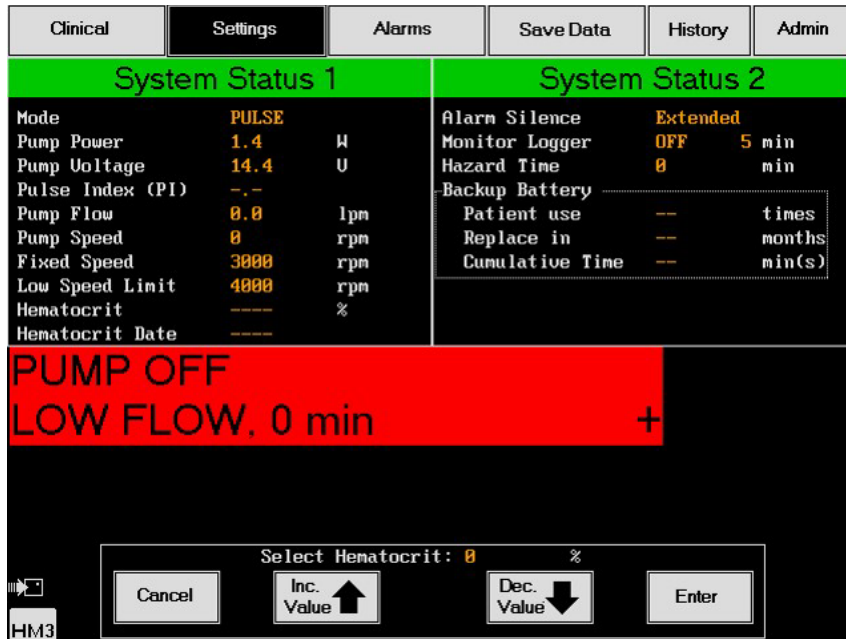 Clinical Settings Alarms Save Data History Admin
System Status 1
Mode PULSE
Pump Power 1.4 W
Pump Voltage 14.4 V
Pulse Index (PI) -.-
Pump Flow 0.0 lpm
Pump Speed 0 rpm
Fixed Speed 3000 rpm
Low Speed Limit 4000 rpm
Hematocrit ---- %
Hematocrit Date ----
System Status 2
Alarm Silence Extended
Monitor Logger OFF 5 min
Hazard Time 0 min
Backup Battery
Patient use -- times
Replace in -- months
Cumulative Time -- min(s)
PUMP OFF
LOW FLOW, 0 min +
Select Hematocrit: 0 %
Cancel Inc. Value Dec. Value Enter
HM3